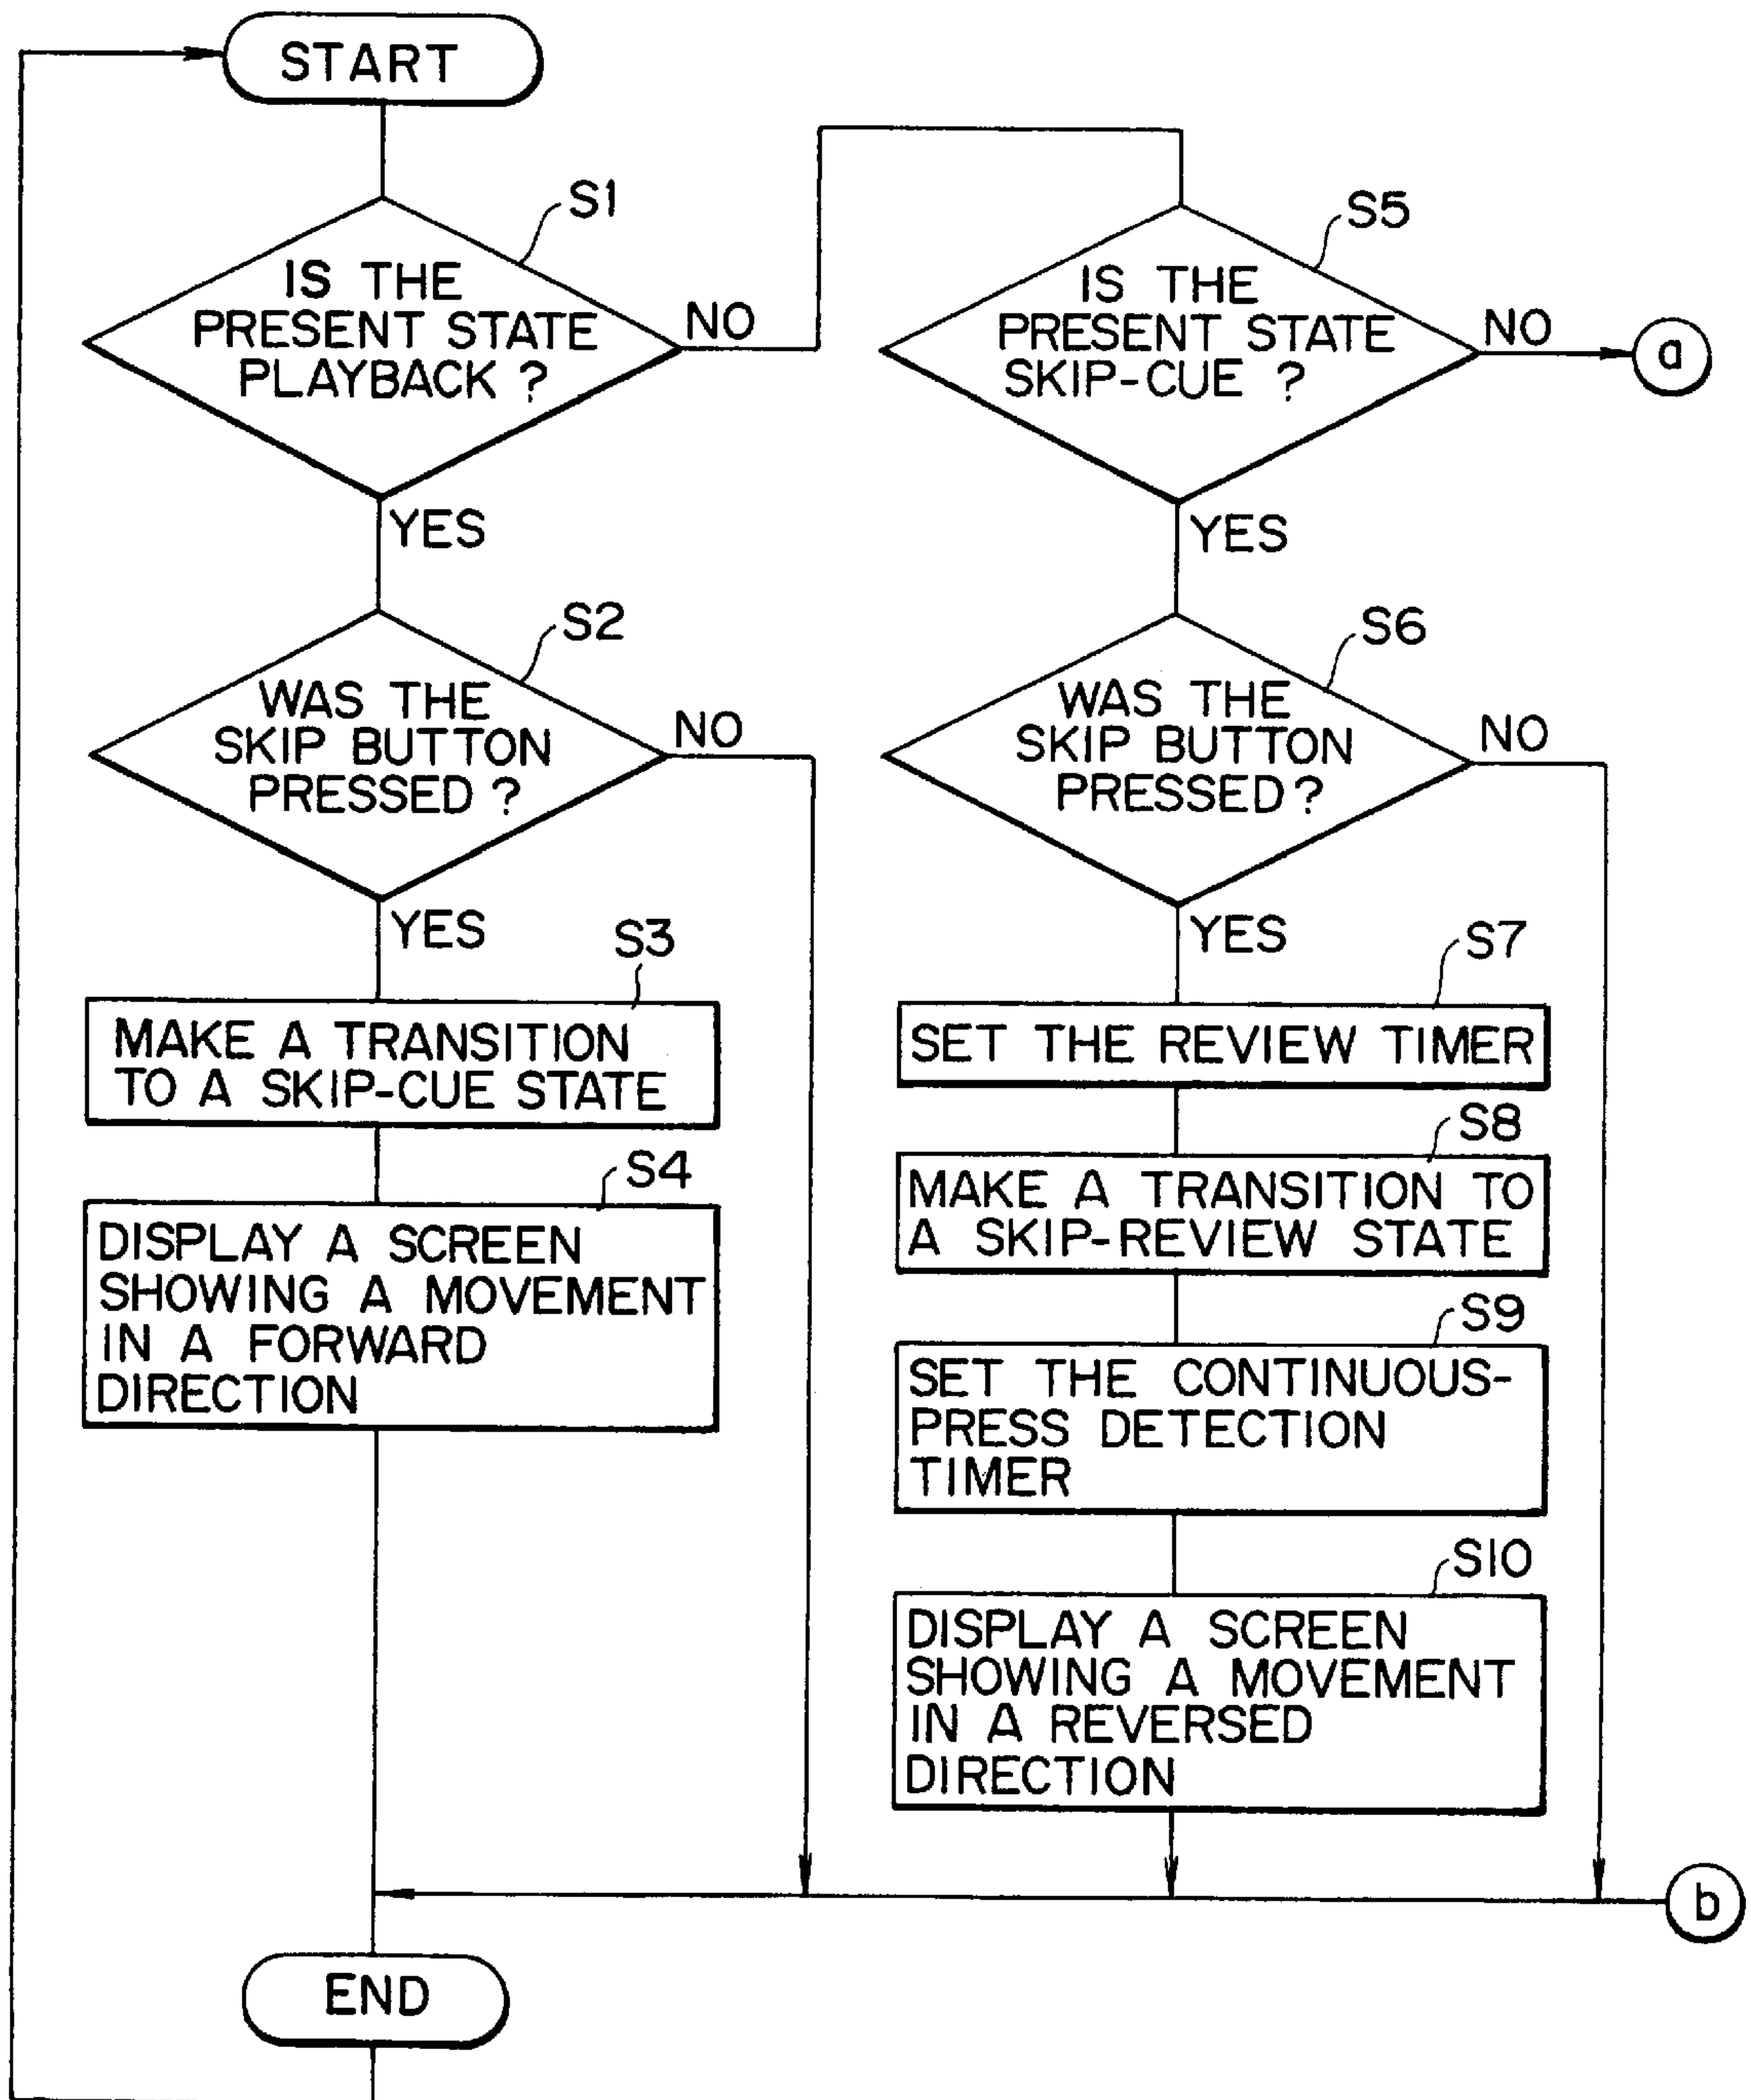 START
S1
IS THE
PRESENT STATE
PLAYBACK ?
NO
YES
S2
WAS THE
SKIP BUTTON
PRESSED ?
NO
YES
S3
MAKE A TRANSITION
TO A SKIP-CUE STATE
S4
DISPLAY A SCREEN
SHOWING A MOVEMENT
IN A FORWARD
DIRECTION
S5
IS THE
PRESENT STATE
SKIP-CUE ?
NO
a
YES
S6
WAS THE
SKIP BUTTON
PRESSED ?
NO
YES
S7
SET THE REVIEW TIMER
S8
MAKE A TRANSITION TO
A SKIP-REVIEW STATE
S9
SET THE CONTINUOUS-
PRESS DETECTION
TIMER
S10
DISPLAY A SCREEN
SHOWING A MOVEMENT
IN A REVERSED
DIRECTION
b
END